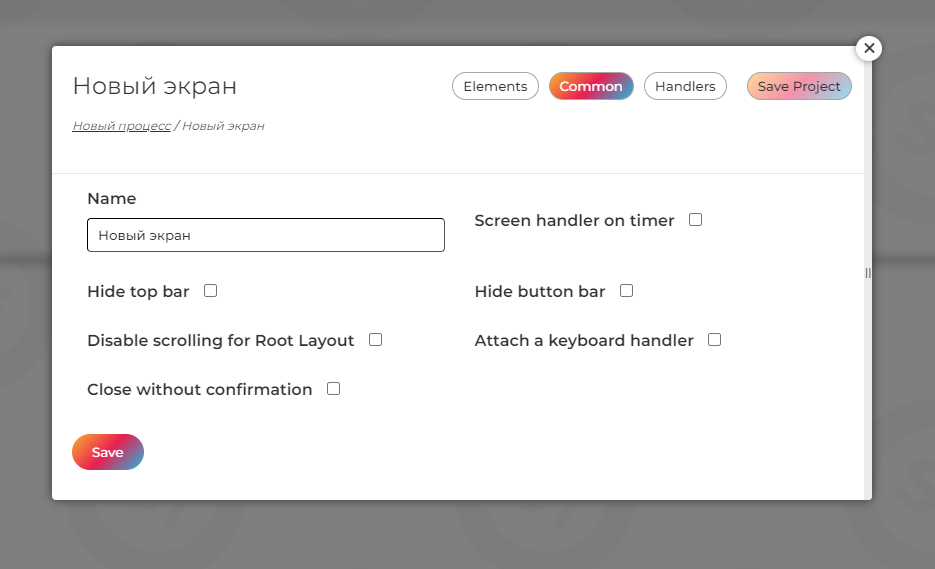 Новый экран
Elements Common Handlers Save Project
Новый процесс / Новый экран
Name
Новый экран
Screen handler on timer
Hide top bar
Hide button bar
Disable scrolling for Root Layout
Attach a keyboard handler
Close without confirmation
Save